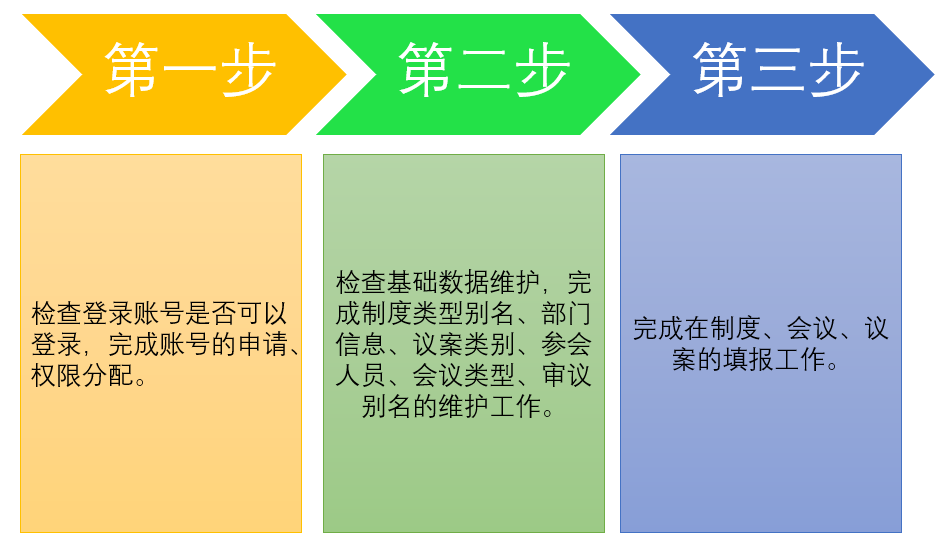 第一步
第二步
第三步
检查登录账号是否可以
登录，完成账号的申请、
权限分配。
检查基础数据维护，完
成制度类型别名、部门
信息、议案类别、参会
人员、会议类型、审议
别名的维护工作。
完成在制度、会议、议
案的填报工作。